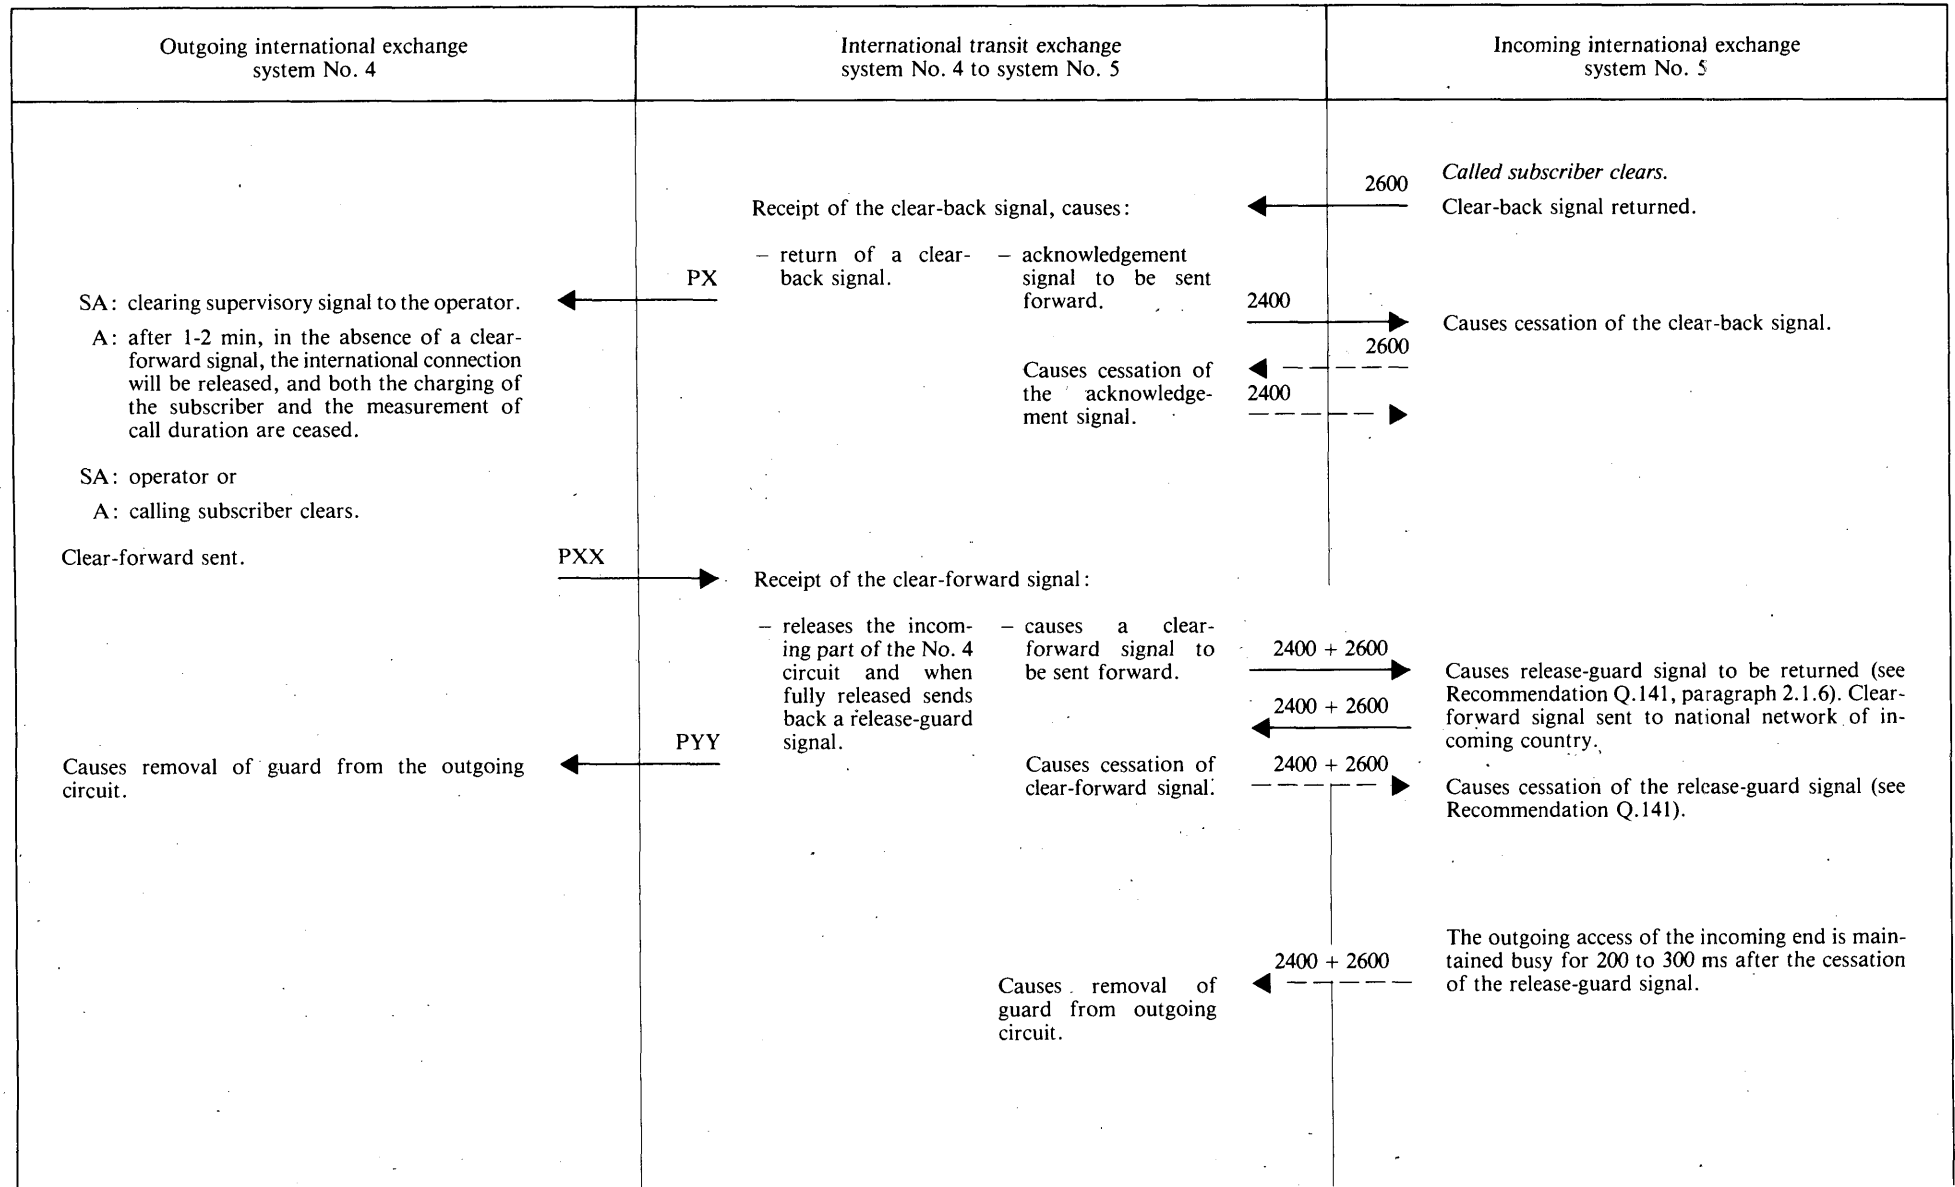 Outgoing international exchange
system No. 4
International transit exchange
system No. 4 to system No. 5
Incoming international exchange
system No. 5
2600
Called subscriber clears.
Receipt of the clear-back signal, causes:
Clear-back signal returned.
– return of a clear-
back signal.
– acknowledgement
signal to be sent
forward.
PX
SA: clearing supervisory signal to the operator.
2400
Causes cessation of the clear-back signal.
A: after 1-2 min, in the absence of a clear-
forward signal, the international connection
will be released, and both the charging of
the subscriber and the measurement of
call duration are ceased.
2600
Causes cessation of
the acknowledge-
ment signal.
2400
SA: operator or
A: calling subscriber clears.
Clear-forward sent.
PXX
Receipt of the clear-forward signal:
– releases the incom-
ing part of the No. 4
circuit and when
fully released sends
back a release-guard
signal.
– causes a clear-
forward signal to
be sent forward.
2400 + 2600
Causes release-guard signal to be returned (see
Recommendation Q.141, paragraph 2.1.6). Clear-
forward signal sent to national network of in-
coming country.
2400 + 2600
PYY
Causes removal of guard from the outgoing
circuit.
Causes cessation of
clear-forward signal.
2400 + 2600
Causes cessation of the release-guard signal (see
Recommendation Q.141).
The outgoing access of the incoming end is main-
tained busy for 200 to 300 ms after the cessation
of the release-guard signal.
2400 + 2600
Causes removal of
guard from outgoing
circuit.